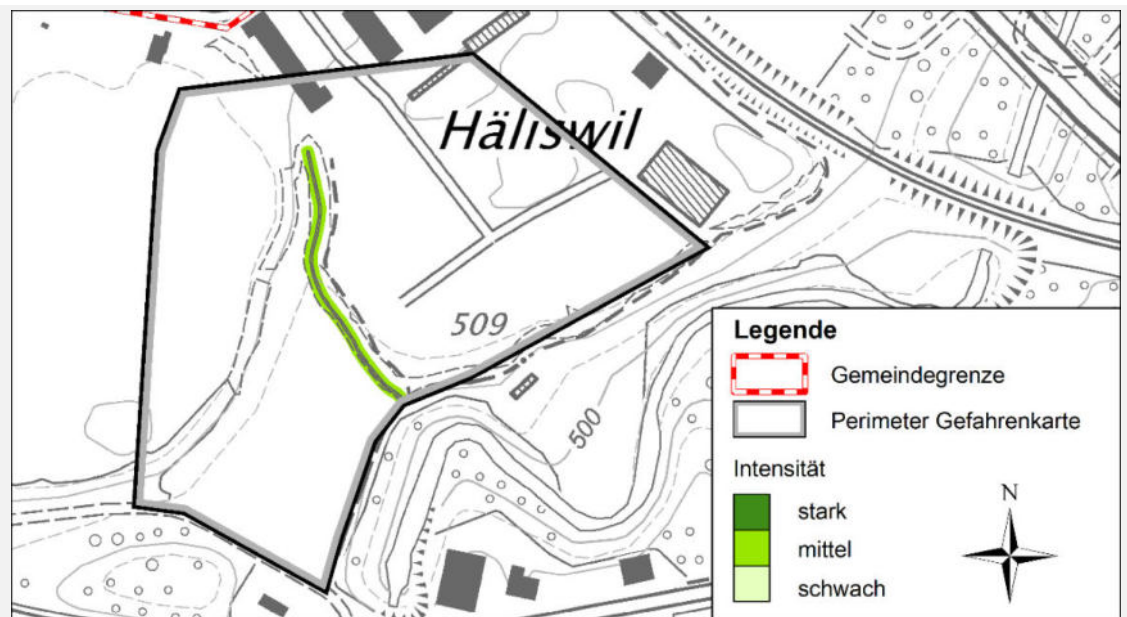 Häliswil
509
500
Legende
Gemeindegrenze
Perimeter Gefahrenkarte
Intensität
stark
mittel
schwach
N